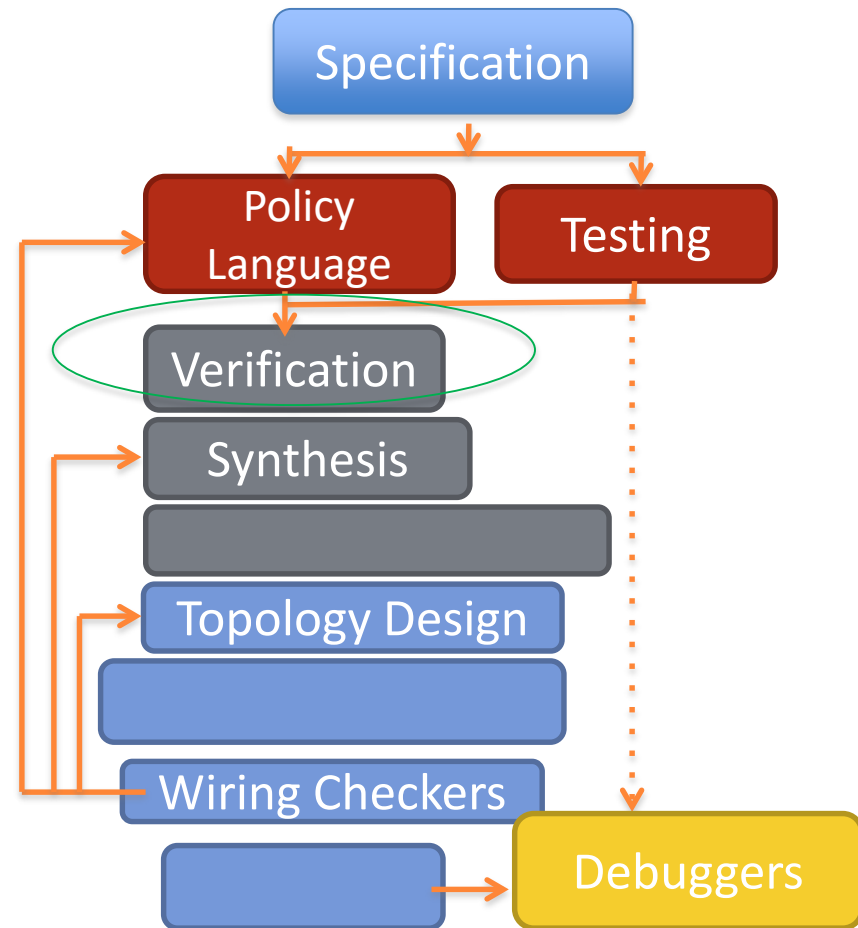 Specification
Policy
Language
Testing
Verification
Synthesis
Topology Design
Wiring Checkers
Debuggers